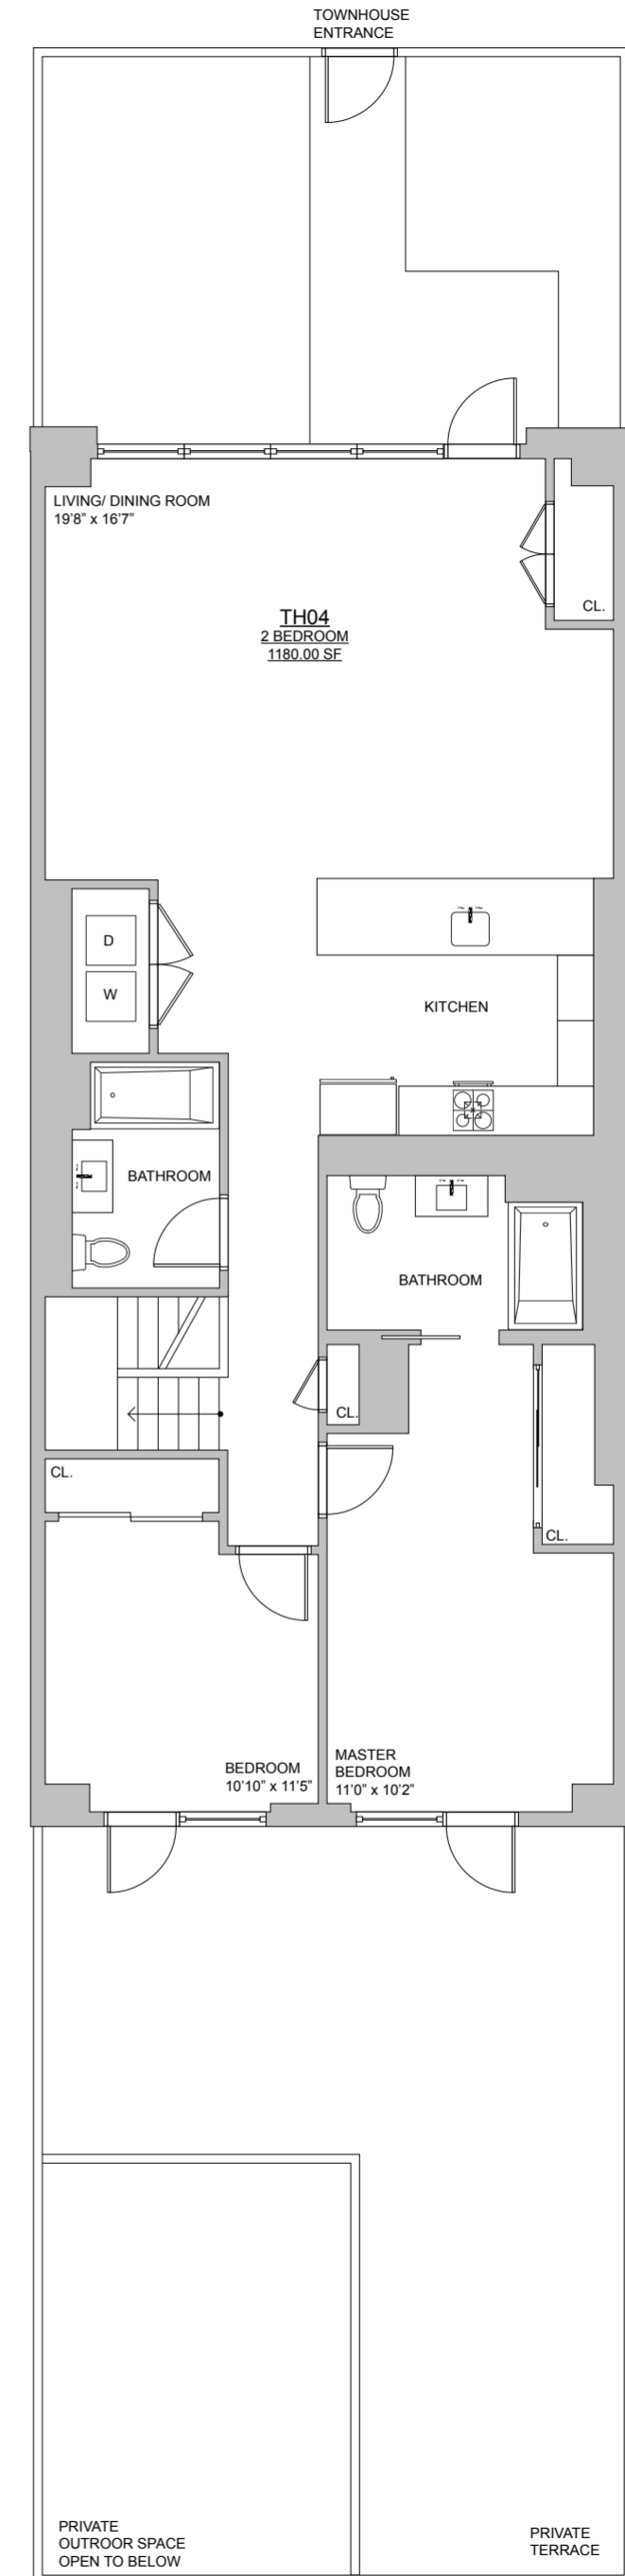 TOWNHOUSE
ENTRANCE
LIVING/ DINING ROOM
19'8" x 16'7"
TH04
2 BEDROOM
1180.00 SF
CL.
D
W
KITCHEN
BATHROOM
BATHROOM
CL.
CL.
CL.
BEDROOM
10'10" x 11'5"
MASTER
BEDROOM
11'0" x 10'2"
PRIVATE
OUTROOR SPACE
OPEN TO BELOW
PRIVATE
TERRACE